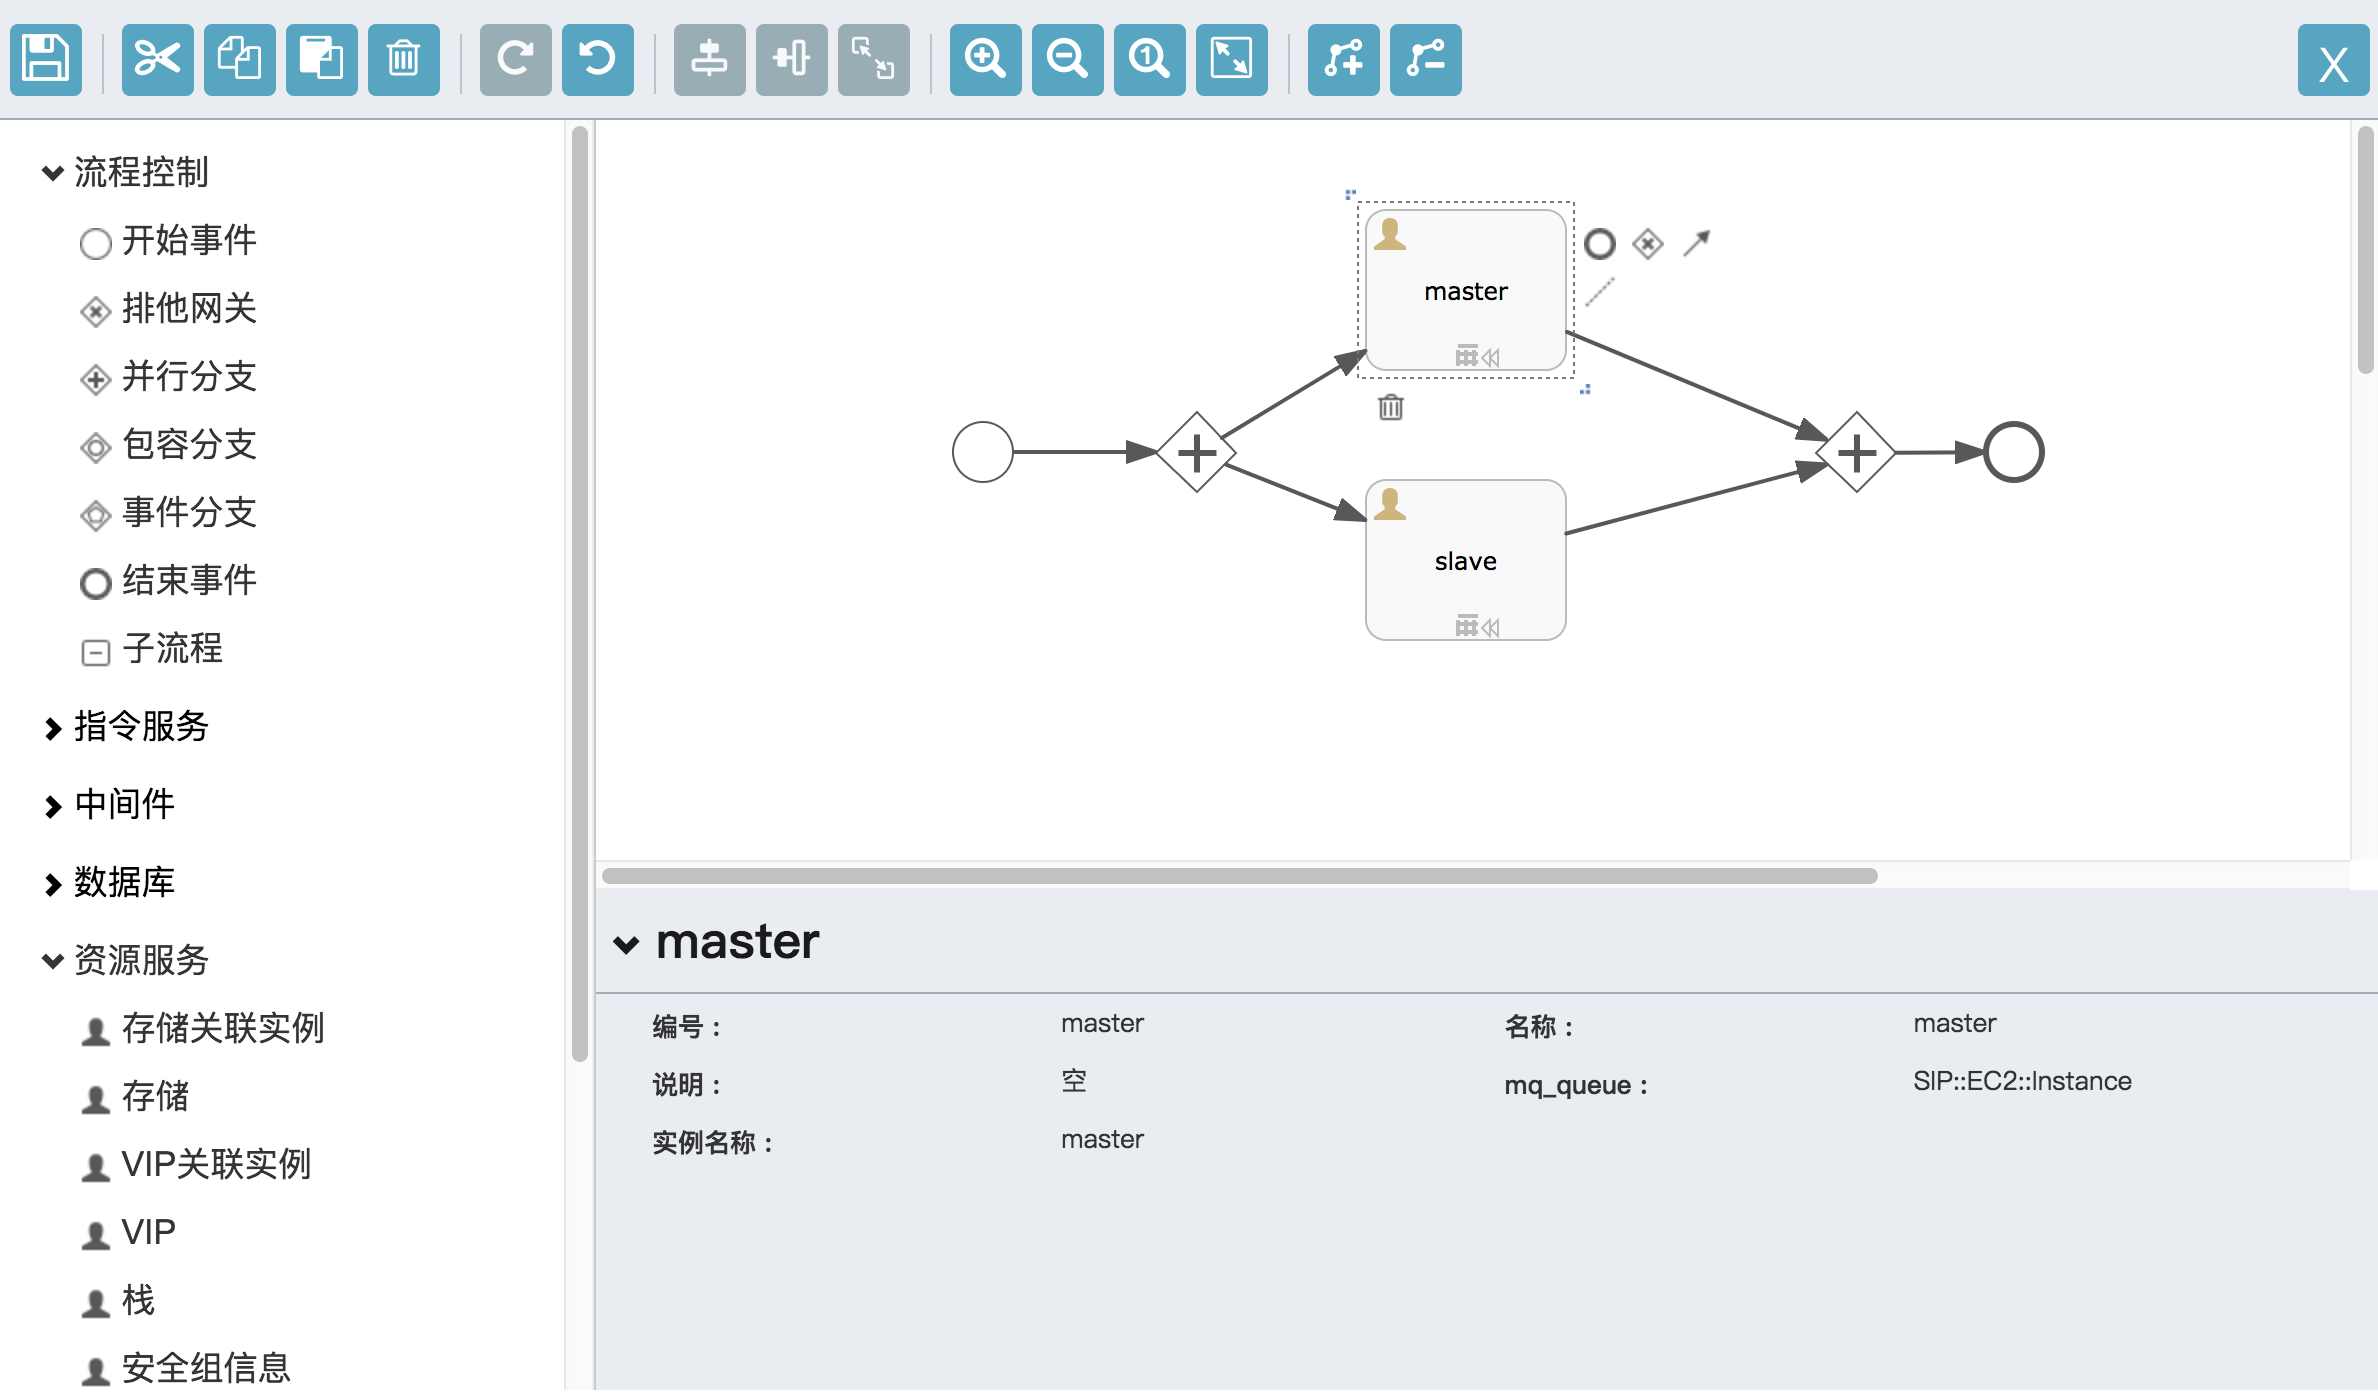 X
流程控制
开始事件
排他网关
并行分支
包容分支
事件分支
结束事件
子流程
指令服务
中间件
数据库
资源服务
存储关联实例
存储
VIP关联实例
VIP
栈
安全组信息
master
slave
master
编号： master 名称： master
说明： 空 mq_queue： SIP::EC2::Instance
实例名称： master